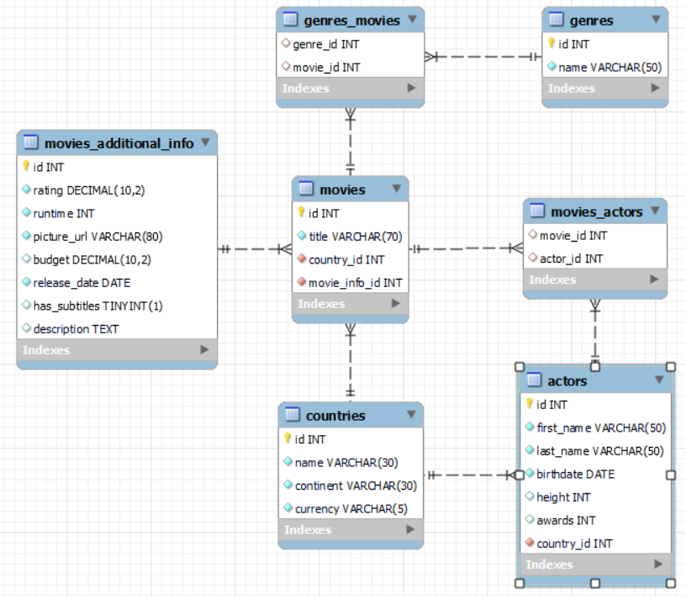 genres_movies
genre_id INT
movie_id INT
Indexes
genres
id INT
name VARCHAR(50)
Indexes
movies_additional_info
id INT
rating DECIMAL(10,2)
runtime INT
picture_url VARCHAR(80)
budget DECIMAL(10,2)
release_date DATE
has_subtitles TINYINT(1)
description TEXT
Indexes
movies
id INT
title VARCHAR(70)
country_id INT
movie_info_id INT
Indexes
movies_actors
movie_id INT
actor_id INT
Indexes
countries
id INT
name VARCHAR(30)
continent VARCHAR(30)
currency VARCHAR(5)
Indexes
actors
id INT
first_name VARCHAR(50)
last_name VARCHAR(50)
birthdate DATE
height INT
awards INT
country_id INT
Indexes